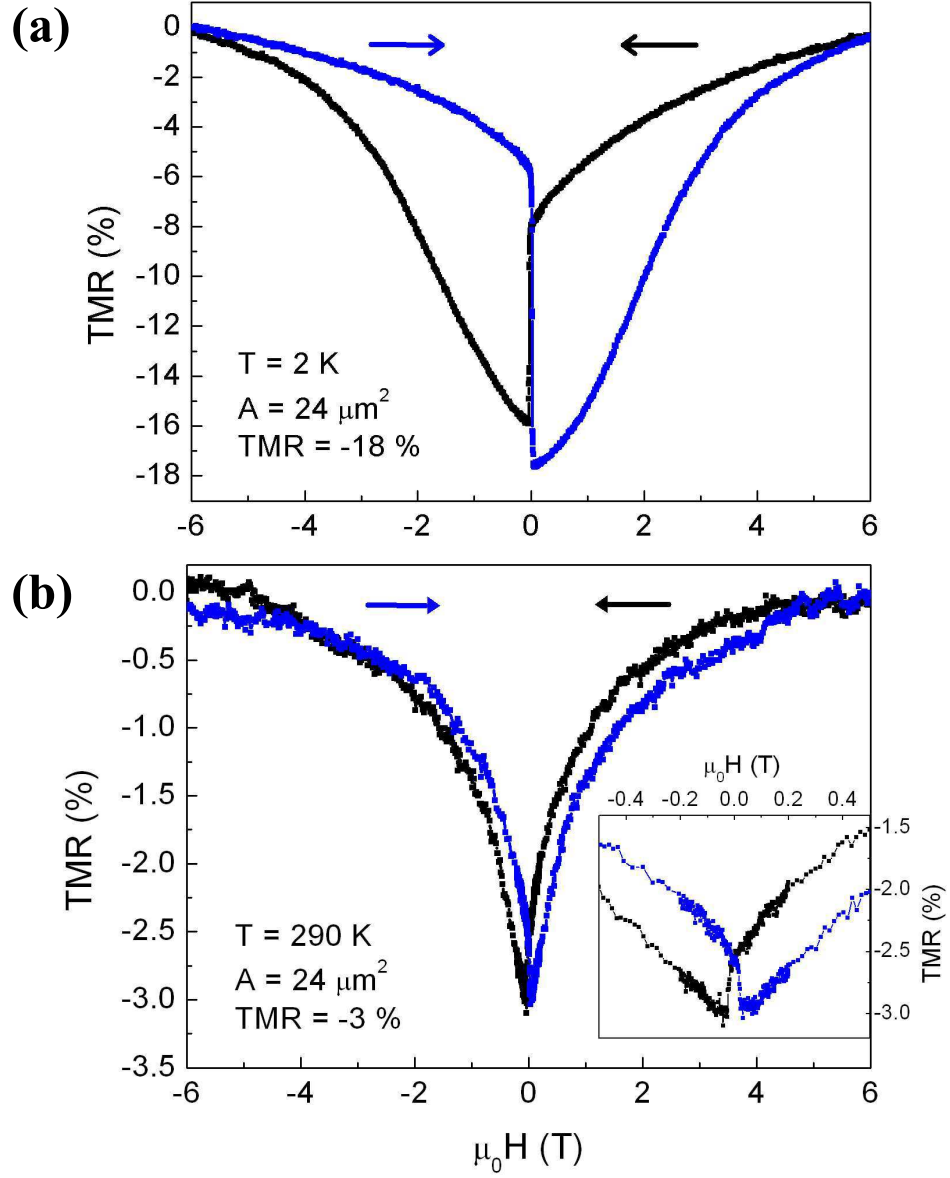 (a)
0
-2
-4
-6
-8
-10
-12
-14
-16
-18
TMR (%)
T = 2 K
A = 24 μm²
TMR = -18 %
-6 -4 -2 0 2 4 6
(b)
0.0
-0.5
-1.0
-1.5
-2.0
-2.5
-3.0
-3.5
TMR (%)
T = 290 K
A = 24 μm²
TMR = -3 %
μ₀H (T)
-0.4 -0.2 0.0 0.2 0.4
-1.5
-2.0
-2.5
-3.0
TMR (%)
-6 -4 -2 0 2 4 6
μ₀H (T)